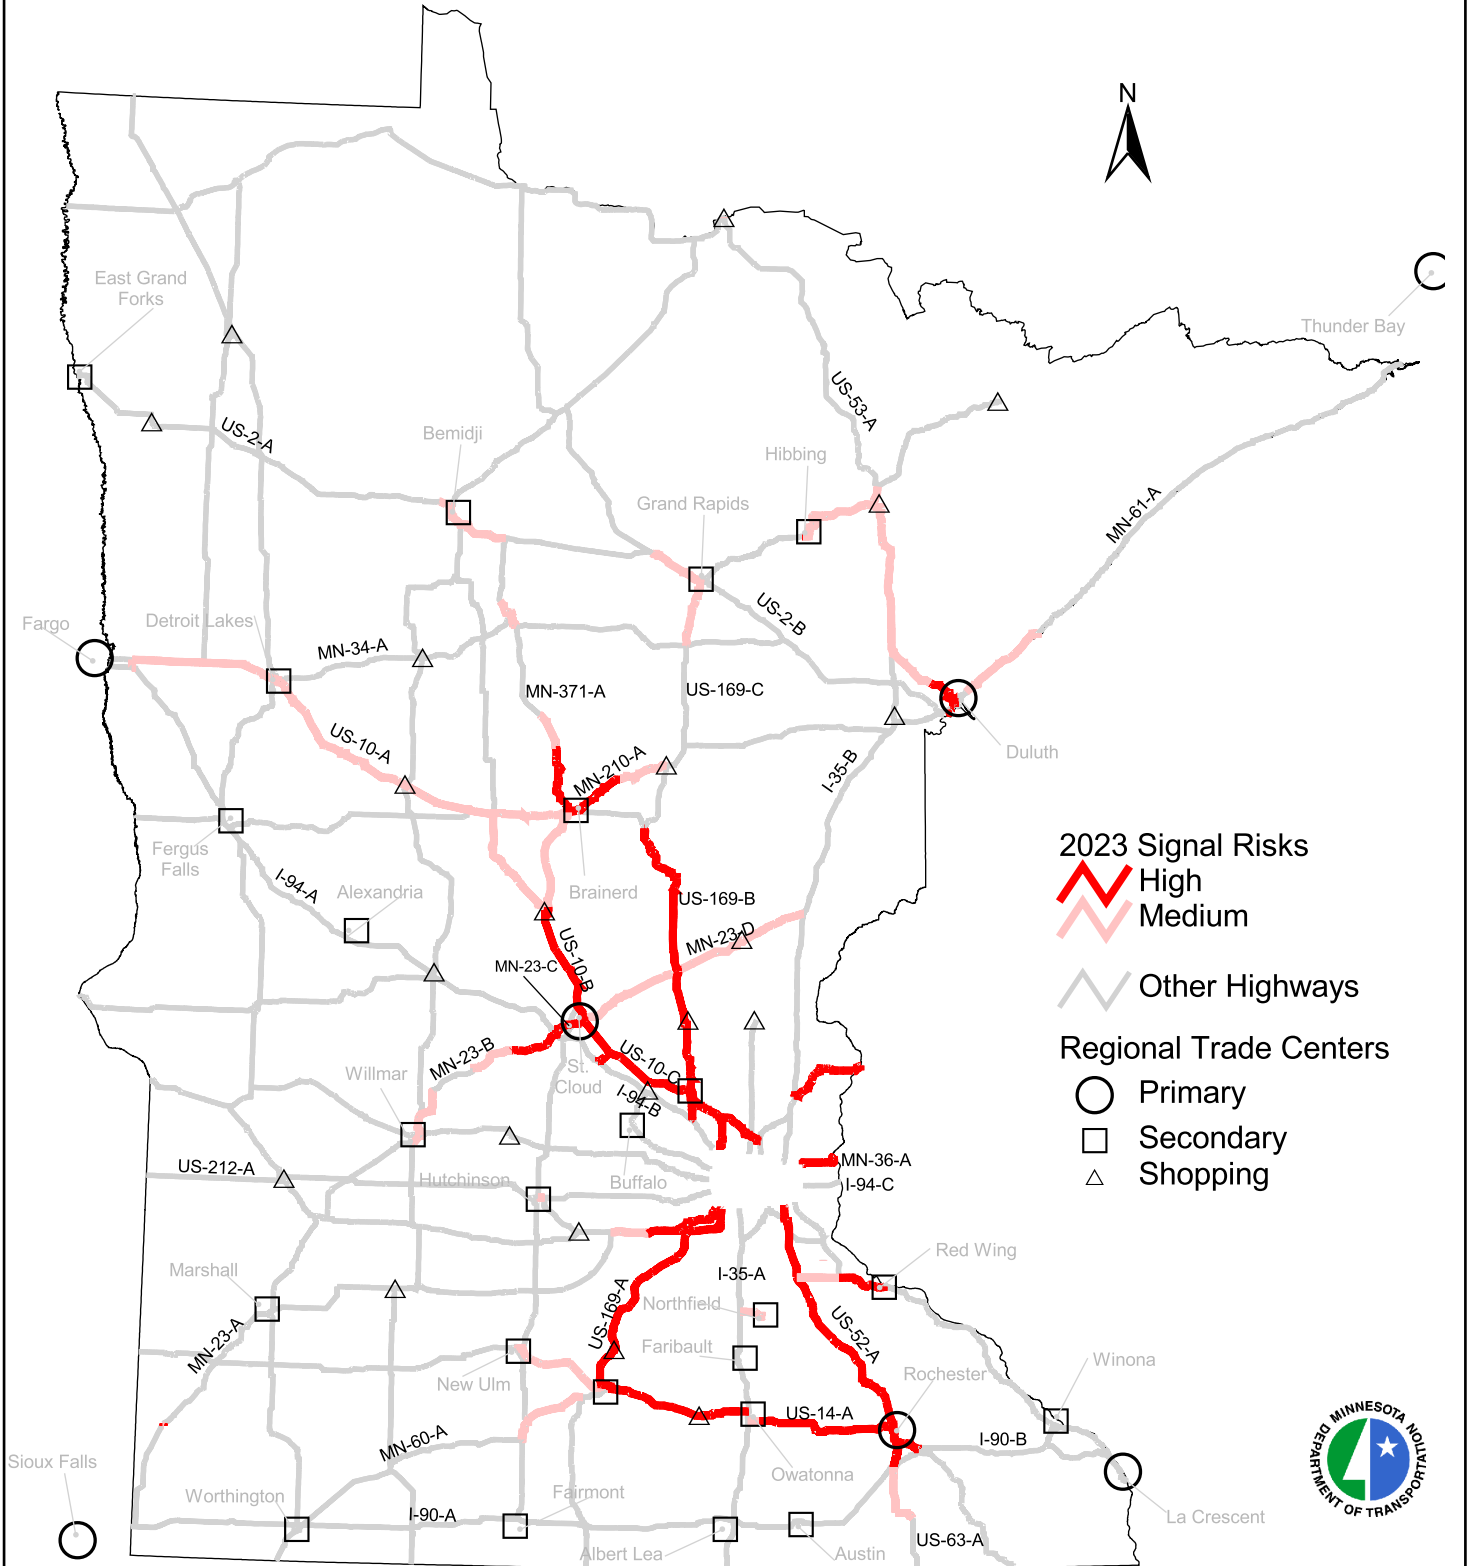 N
East Grand
Forks
Thunder Bay
US-53-A
US-2-A
Bemidji
Hibbing
Grand Rapids
MN-61-A
US-2-B
Fargo
Detroit Lakes
MN-34-A
MN-371-A
US-169-C
US-10-A
MN-210-A
I-35-B
Duluth
Fergus
Falls
I-94-A
Alexandria
Brainerd
US-169-B
2023 Signal Risks
High
Medium
Other Highways
Regional Trade Centers
Primary
Secondary
Shopping
MN-23-D
US-10-B
MN-23-C
MN-23-B
US-10-C
St.
Cloud
I-94-B
Willmar
US-212-A
Hutchinson
Buffalo
MN-36-A
I-94-C
Marshall
I-35-A
Red Wing
Northfield
US-169-A
US-52-A
MN-23-A
Faribault
New Ulm
Rochester
Winona
US-14-A
MN-60-A
I-90-B
Sioux Falls
Owatonna
Worthington
Fairmont
I-90-A
La Crescent
Albert Lea
Austin
US-63-A
MINNESOTA
DEPARTMENT OF TRANSPORTATION